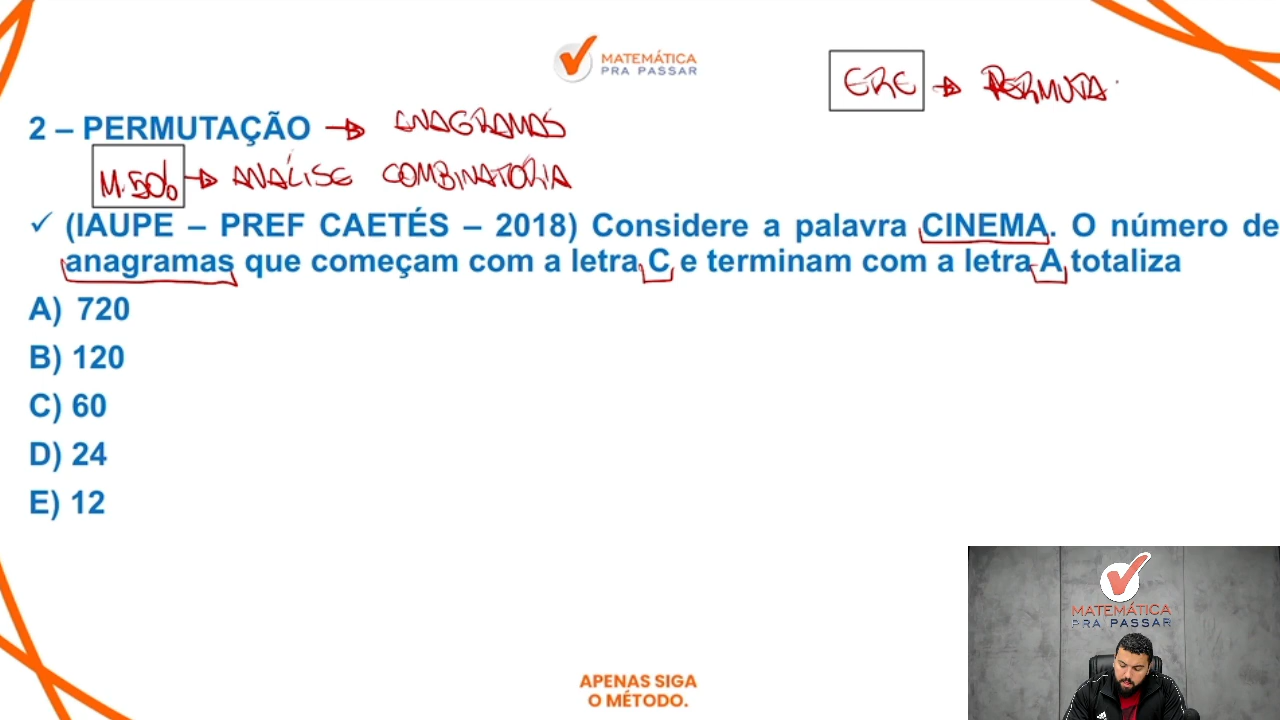 MATEMÁTICA
PRA PASSAR
ERE → PERMUTA
2 – PERMUTAÇÃO → ANAGRAMAS
M.50% → ANÁLISE COMBINATÓRIA
✓ (IAUPE – PREF CAETÉS – 2018) Considere a palavra CINEMA. O número de
anagramas que começam com a letra C e terminam com a letra A totaliza
A) 720
B) 120
C) 60
D) 24
E) 12
MATEMÁTICA
PRA PASSAR
APENAS SIGA
O MÉTODO.